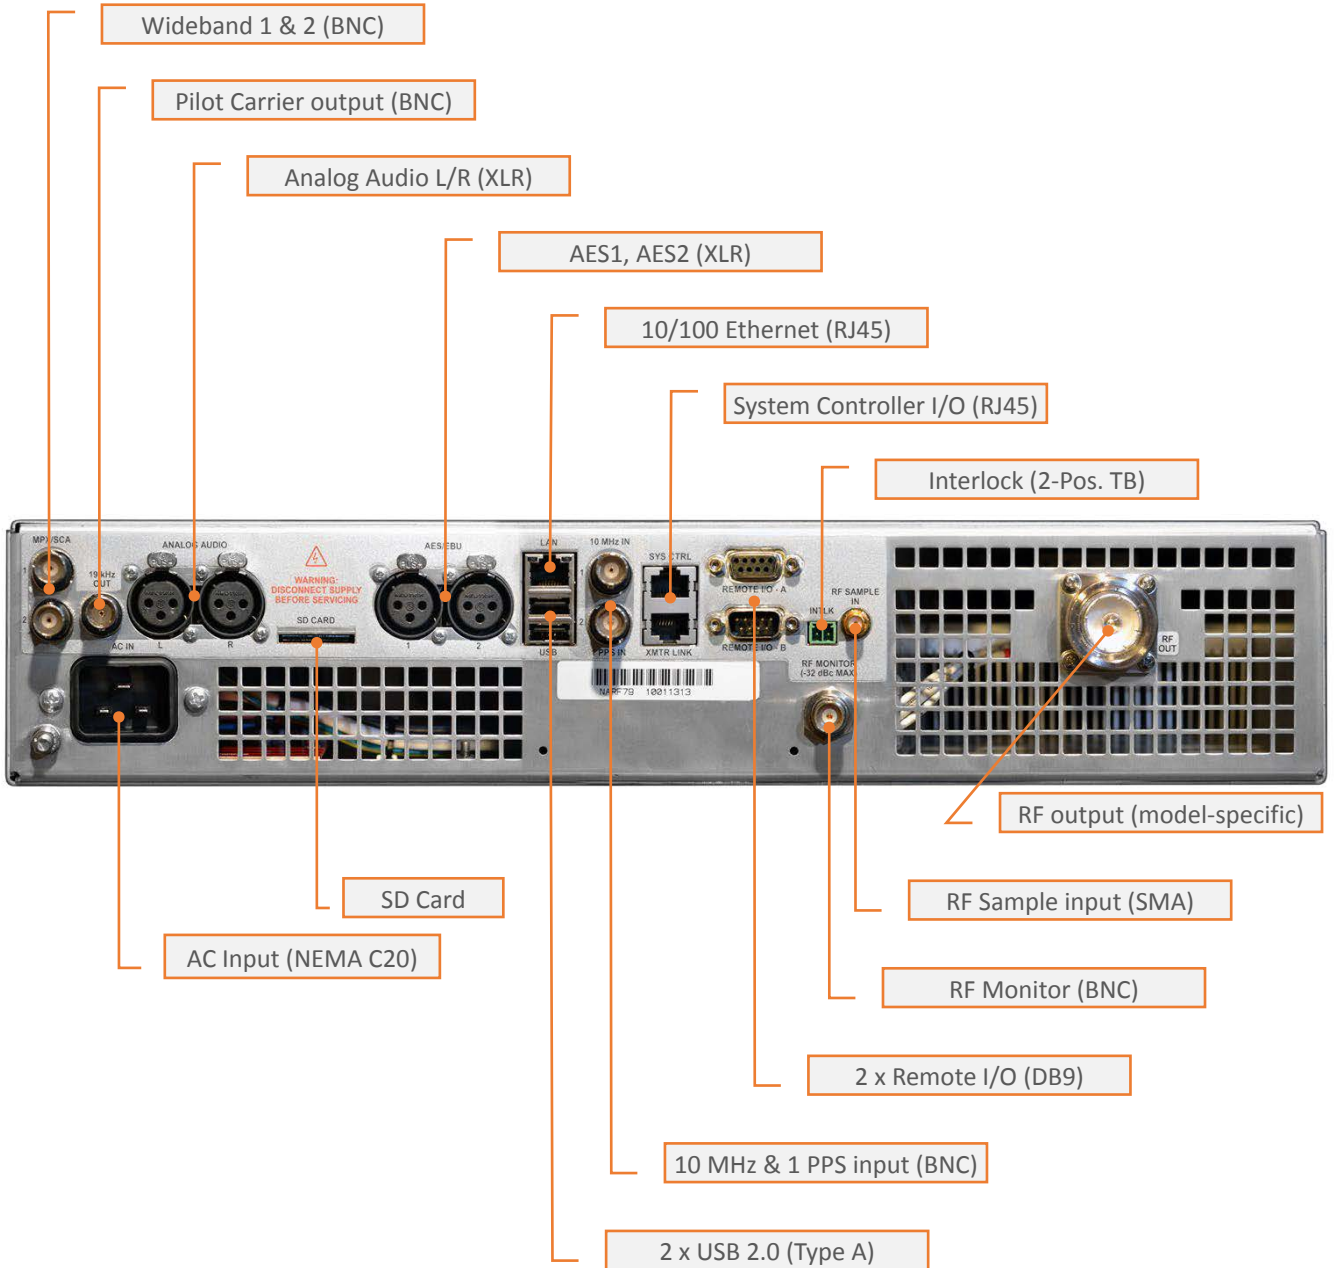 Wideband 1 & 2 (BNC)
Pilot Carrier output (BNC)
Analog Audio L/R (XLR)
AES1, AES2 (XLR)
10/100 Ethernet (RJ45)
System Controller I/O (RJ45)
Interlock (2-Pos. TB)
MPX/SCA
1
2
19 kHz
OUT
ANALOG AUDIO
L
R
WARNING:
DISCONNECT SUPPLY
BEFORE SERVICING
SD CARD
AES/EBU
1
2
LAN
USB
10 MHz IN
2
PPS IN
SYS CTRL
XMTR LINK
REMOTE I/O - A
REMOTE I/O - B
INTLK
RF SAMPLE
IN
RF MONITOR
(-32 dBc MAX)
RF
OUT
AC IN
NARF79 10011313
RF output (model-specific)
SD Card
RF Sample input (SMA)
AC Input (NEMA C20)
RF Monitor (BNC)
2 x Remote I/O (DB9)
10 MHz & 1 PPS input (BNC)
2 x USB 2.0 (Type A)